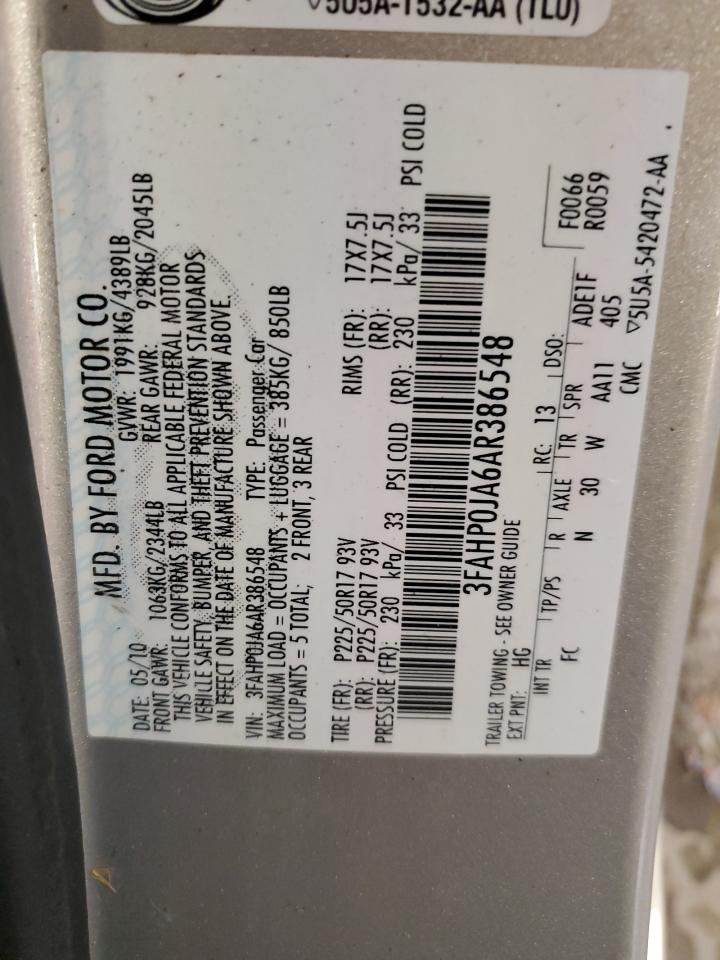 ▽5U5A-1532-AA (TLU)
MFD. BY FORD MOTOR CO.
DATE: 05/10 GVWR: 1991KG/4389LB
FRONT GAWR: 1063KG/2344LB REAR GAWR: 928KG/2045LB
THIS VEHICLE CONFORMS TO ALL APPLICABLE FEDERAL MOTOR
VEHICLE SAFETY, BUMPER, AND THEFT PREVENTION STANDARDS
IN EFFECT ON THE DATE OF MANUFACTURE SHOWN ABOVE.
VIN: 3FAHP0JA6AR386548 TYPE: Passenger Car
MAXIMUM LOAD = OCCUPANTS + LUGGAGE = 385KG/ 850LB
OCCUPANTS = 5 TOTAL; 2 FRONT, 3 REAR
TIRE (FR): P225/50R17 93V RIMS (FR): 17X7.5J
(RR): P225/50R17 93V (RR): 17X7.5J
PRESSURE (FR): 230 kPa/ 33 PSI COLD (RR): 230 kPa/ 33 PSI COLD
3FAHP0JA6AR386548
TRAILER TOWING - SEE OWNER GUIDE
EXT PNT: HG RC: 13 DSO: F0066
R0059
INT TR TP/PS R AXLE TR SPR ADE1F
FC N 30 W AA11 405
CMC ▽5U5A-5420472-AA